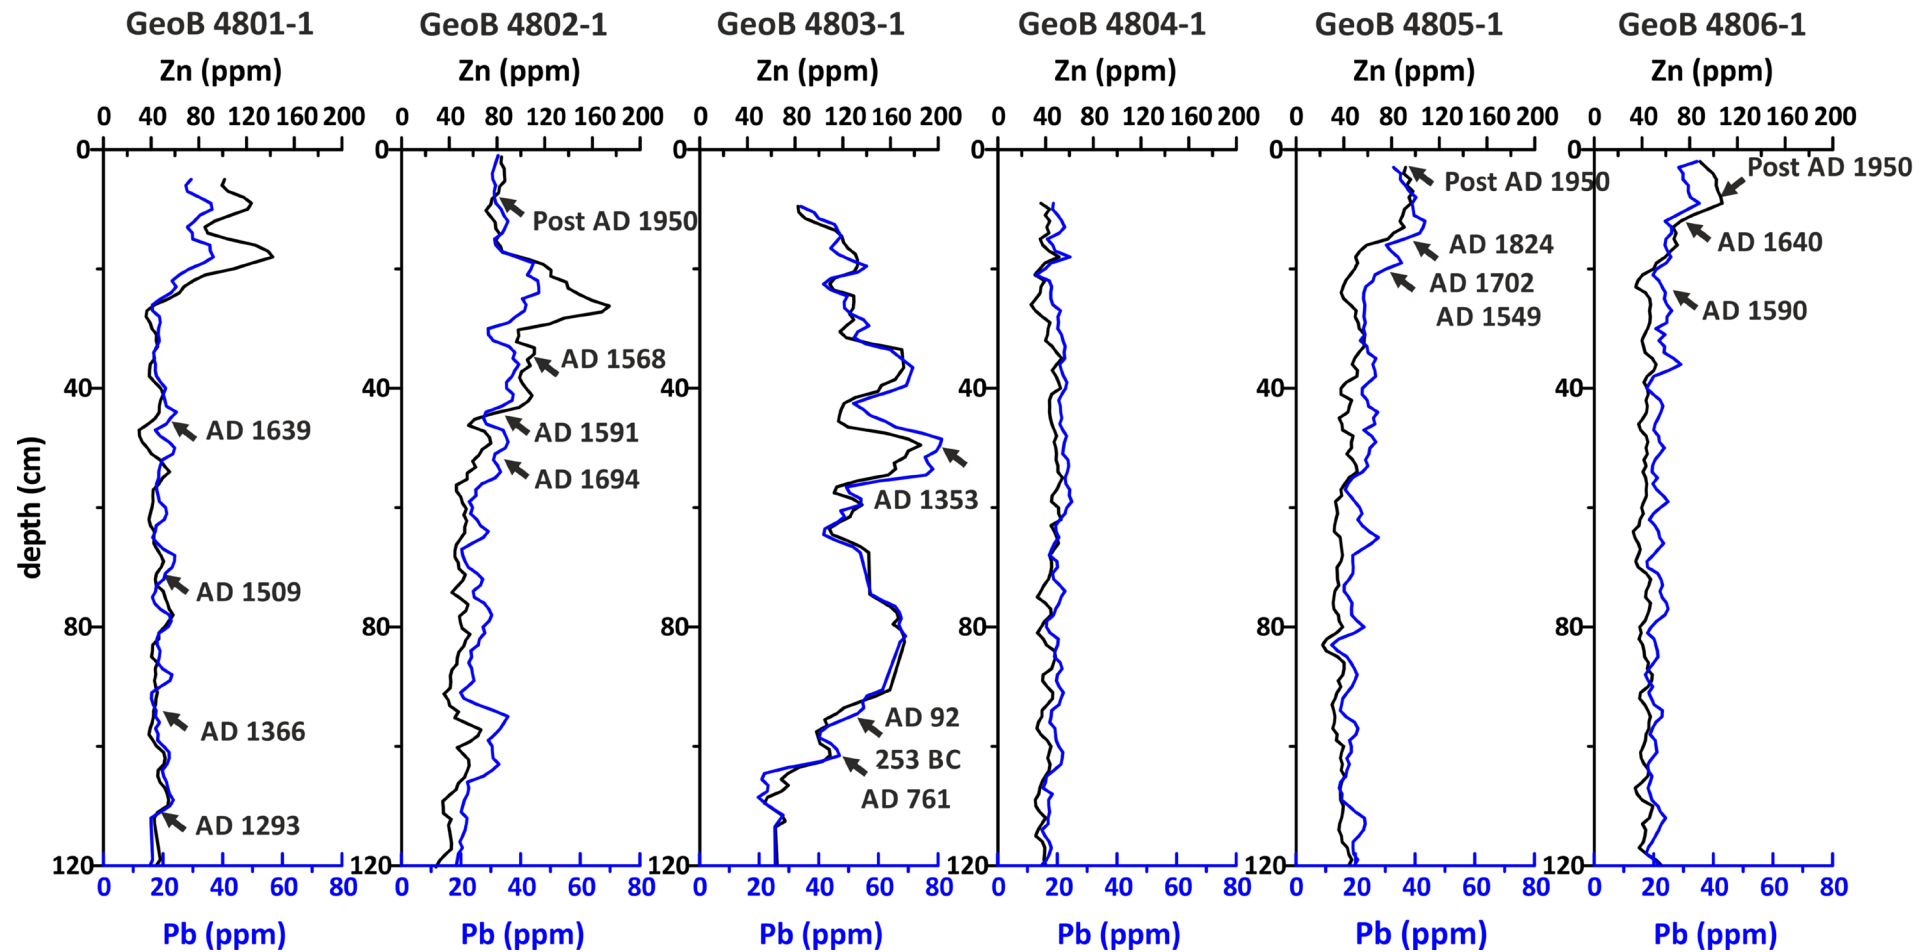 GeoB 4801-1 GeoB 4802-1 GeoB 4803-1 GeoB 4804-1 GeoB 4805-1 GeoB 4806-1
Zn (ppm) Zn (ppm) Zn (ppm) Zn (ppm) Zn (ppm) Zn (ppm)
0 40 80 120 160 200 0 40 80 120 160 200 0 40 80 120 160 200 0 40 80 120 160 200 0 40 80 120 160 200 0 40 80 120 160 200
0 0 0 0 0 0
Post AD 1950
Post AD 1950
Post AD 1950
AD 1824
AD 1640
AD 1702
AD 1590
AD 1549
AD 1568
40 40 40 40 40 40
AD 1639
AD 1591
AD 1694
AD 1353
depth (cm)
AD 1509
80 80 80 80 80 80
AD 1366
AD 92
253 BC
AD 761
AD 1293
120 120 120 120 120 120
0 20 40 60 80 0 20 40 60 80 0 20 40 60 80 0 20 40 60 80 0 20 40 60 80 0 20 40 60 80
Pb (ppm) Pb (ppm) Pb (ppm) Pb (ppm) Pb (ppm) Pb (ppm)